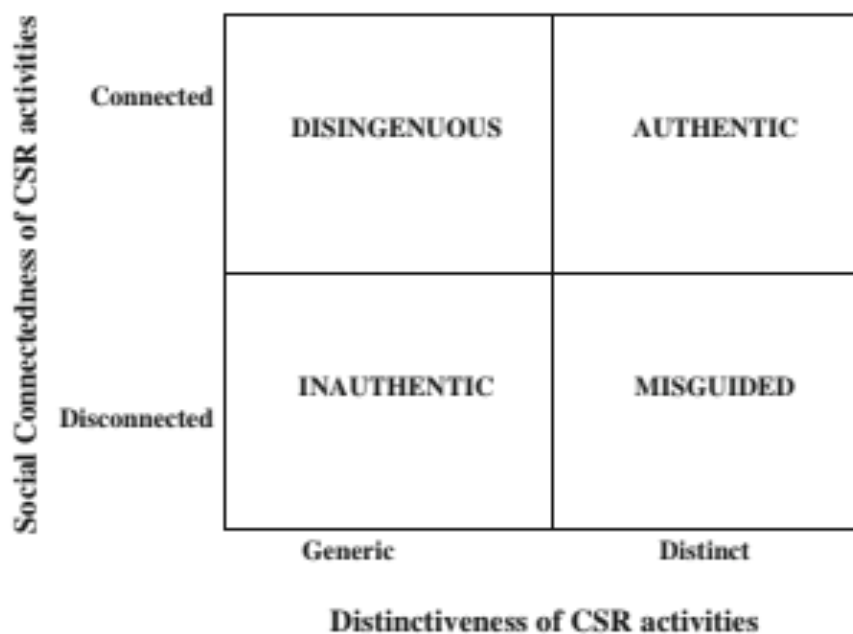 Social Connectedness of CSR activities
Connected
DISINGENUOUS
AUTHENTIC
Disconnected
INAUTHENTIC
MISGUIDED
Generic
Distinct
Distinctiveness of CSR activities